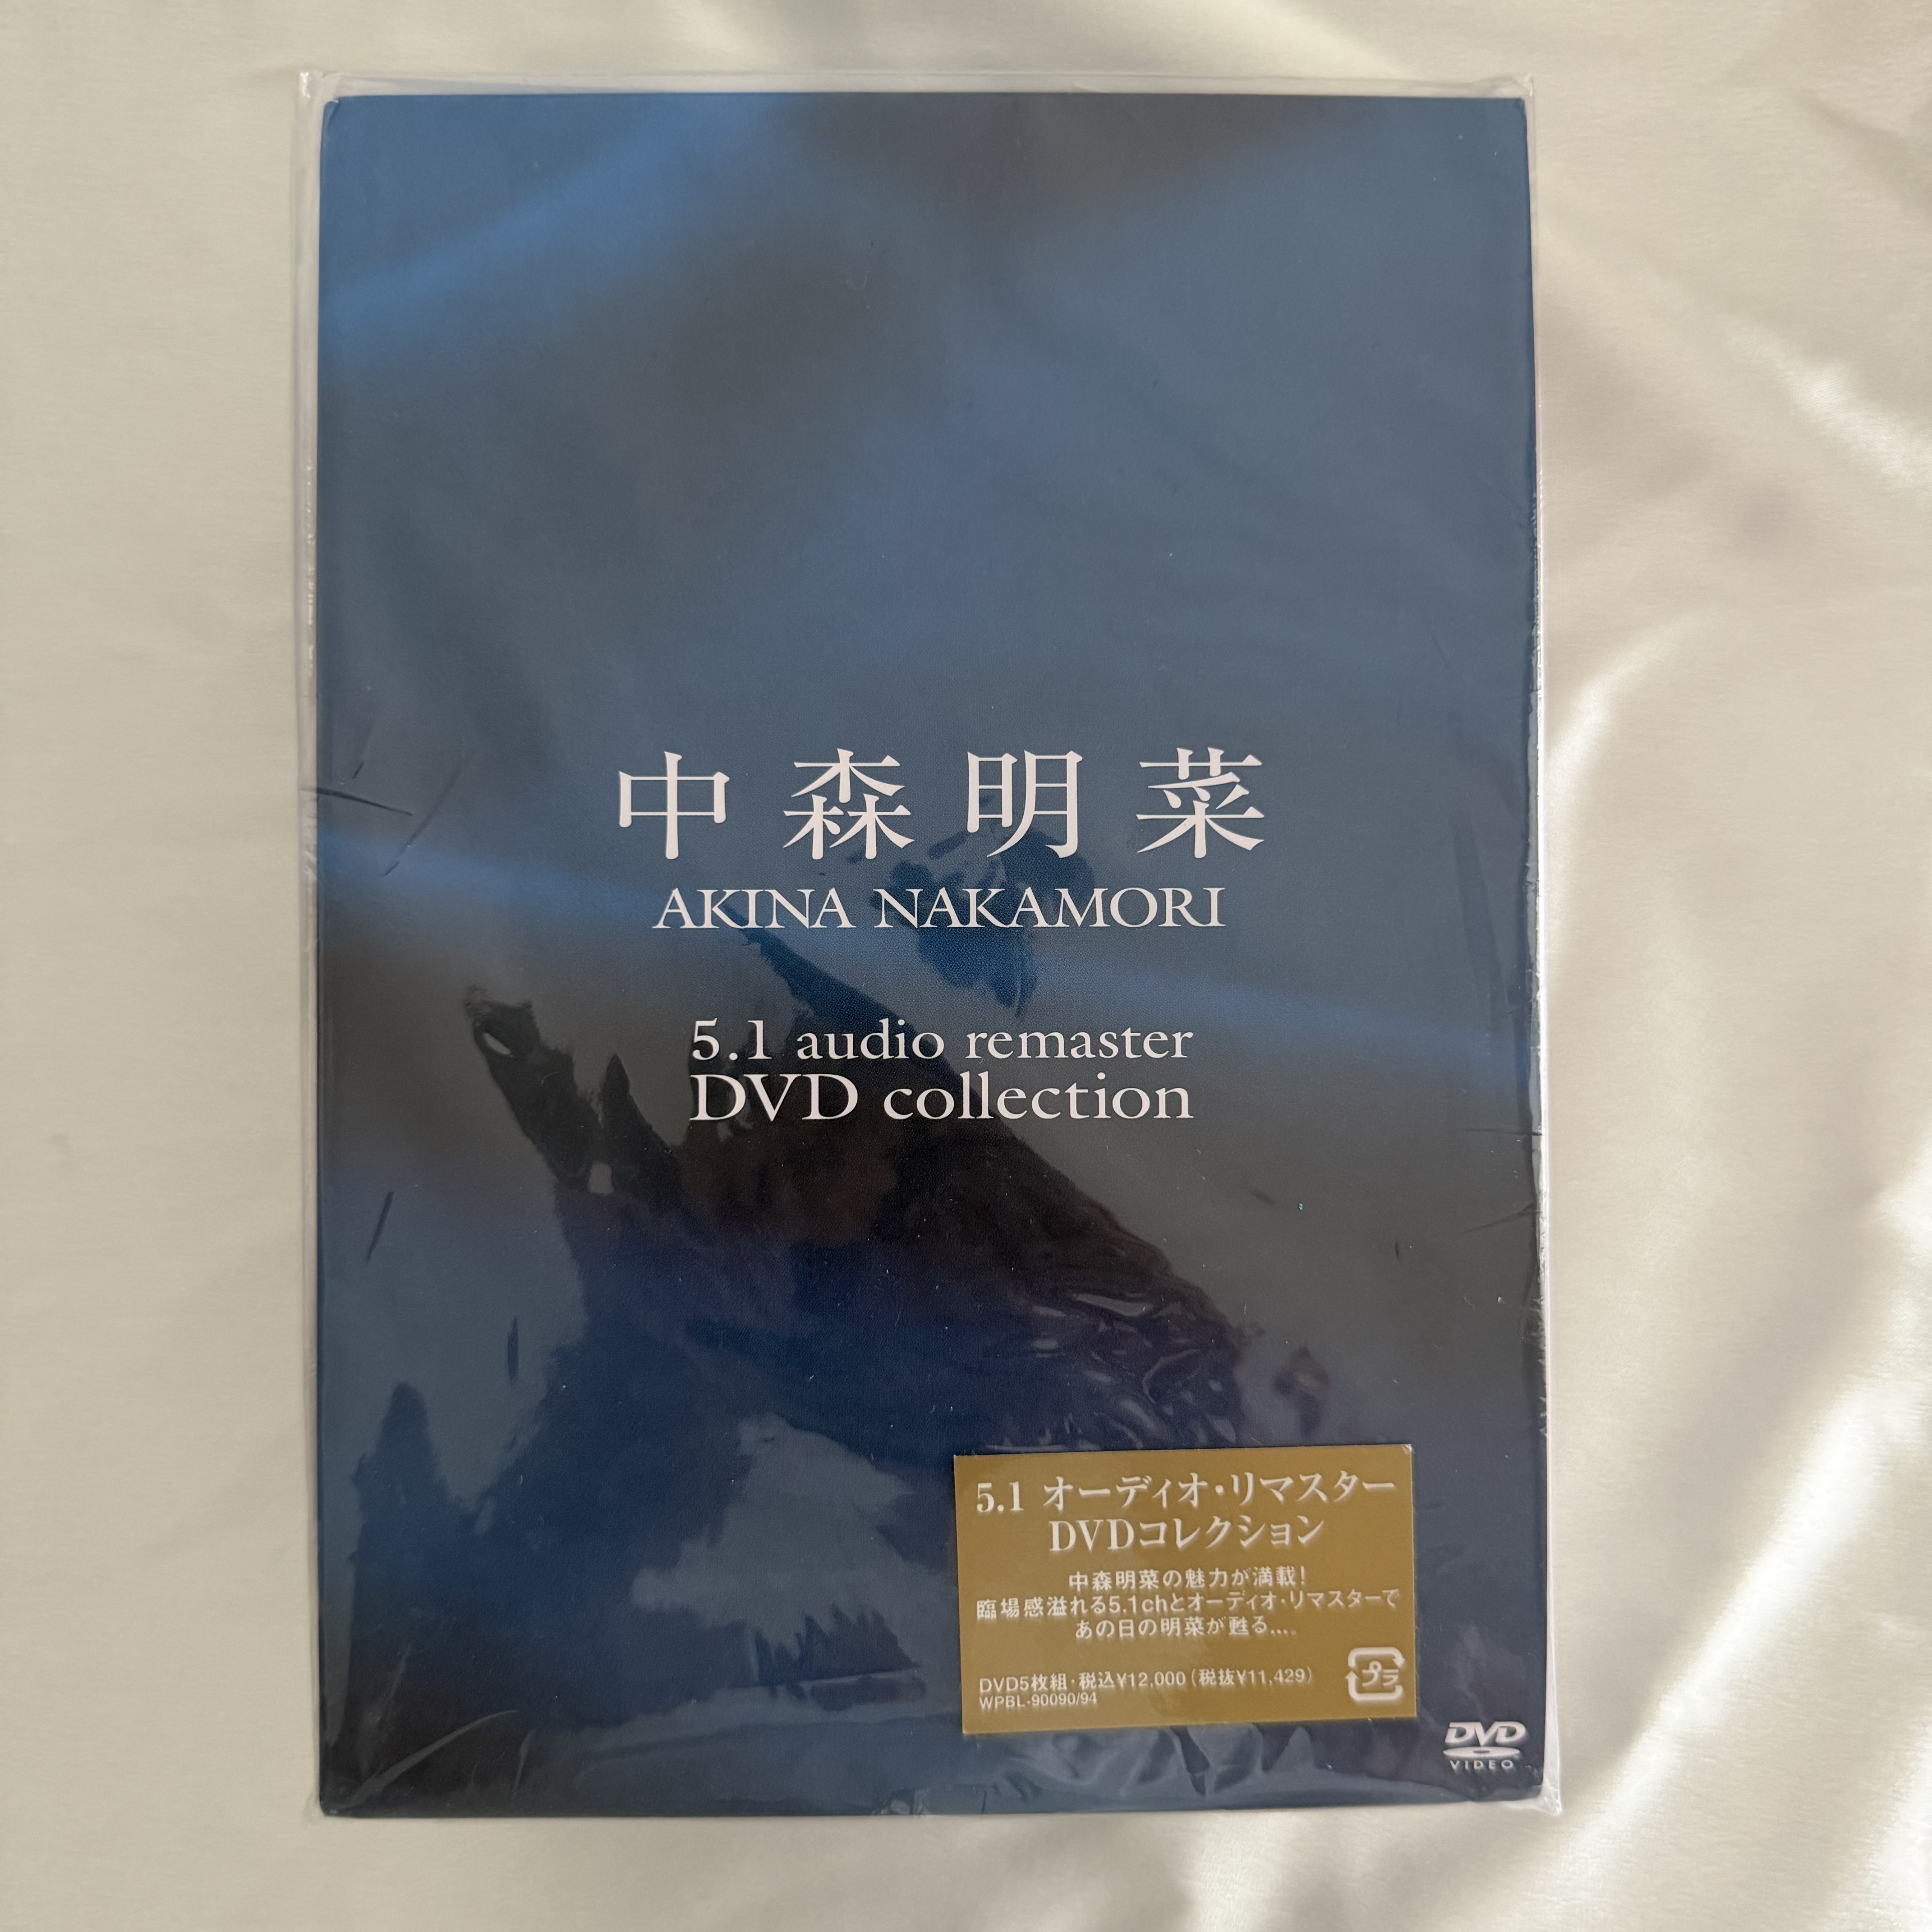 中森明菜
AKINA NAKAMORI
5.1 audio remaster
DVD collection
5.1 オーディオ・リマスター
DVDコレクション
中森明菜の魅力が満載!
臨場感溢れる5.1chとオーディオ・リマスターで
あの日の明菜が甦る...。
DVD5枚組・税込¥12,000(税抜¥11,429)
WPBL-90090/94
プラ
DVD
VIDEO